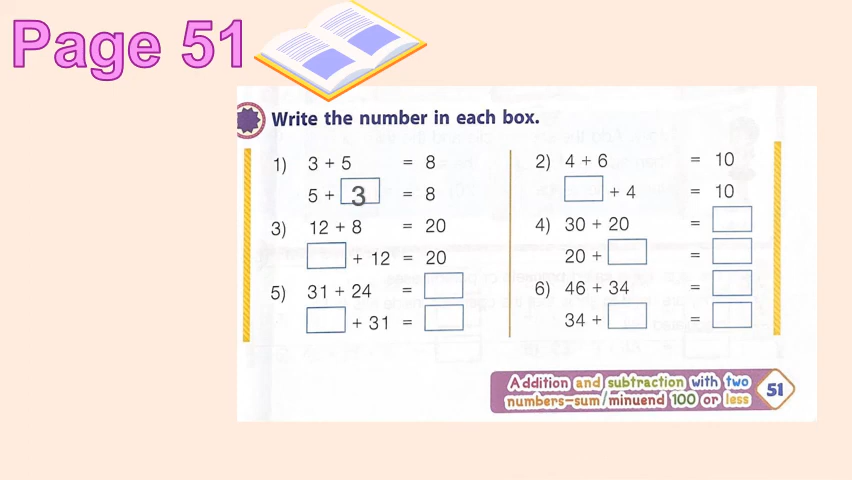 Page 51
Write the number in each box.
1) 3 + 5 = 8
5 + 3 = 8
2) 4 + 6 = 10
+ 4 = 10
3) 12 + 8 = 20
+ 12 = 20
4) 30 + 20 =
20 + =
5) 31 + 24 =
+ 31 =
6) 46 + 34 =
34 + =
Addition and subtraction with two
numbers-sum/minuend 100 or less
51